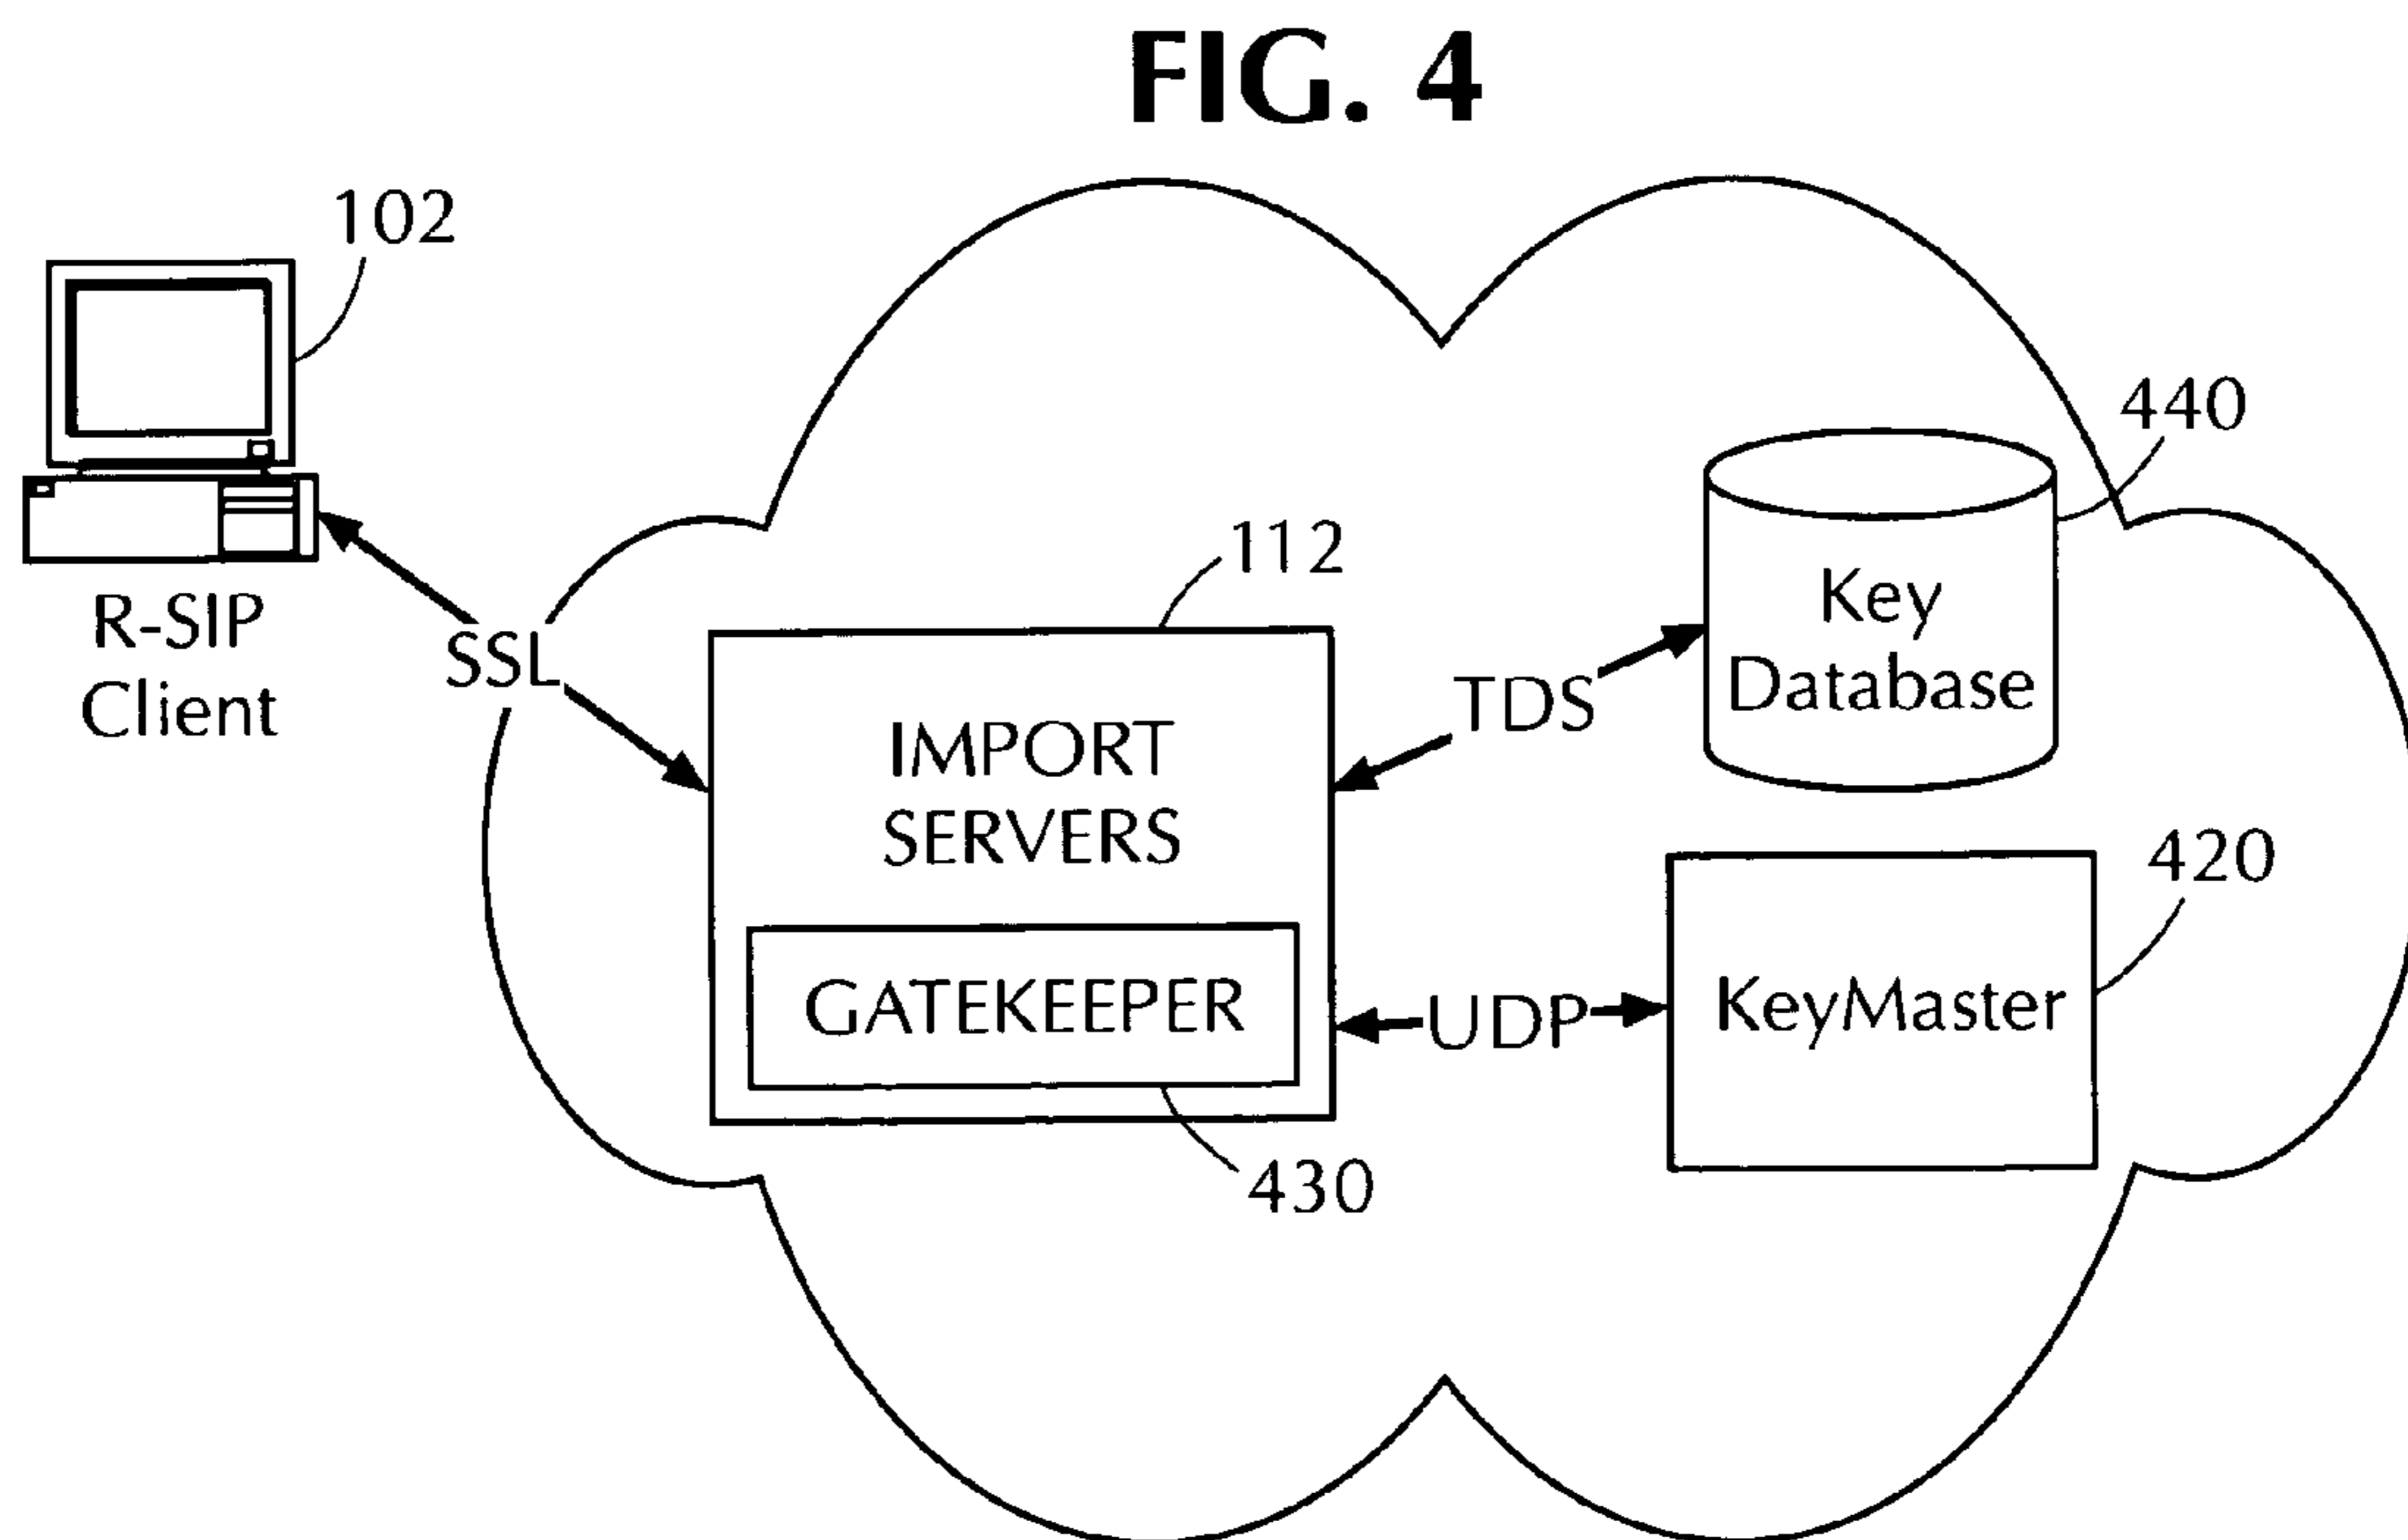 FIG. 4
102
R-SIP
Client
SSL
112
IMPORT
SERVERS
GATEKEEPER
430
TDS
440
Key
Database
UDP
420
KeyMaster